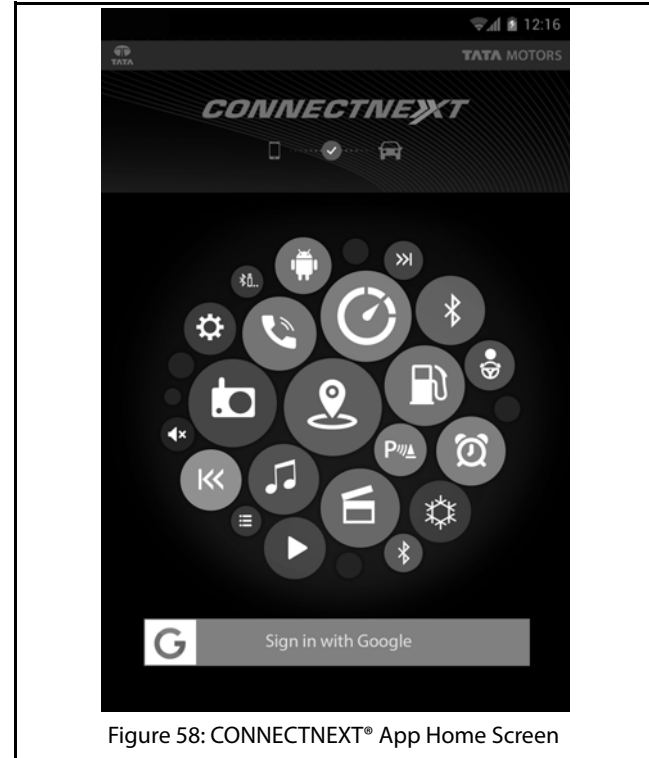 12:16
TATA
TATA MOTORS
CONNECTNEXT
P
G
Sign in with Google
Figure 58: CONNECTNEXT® App Home Screen